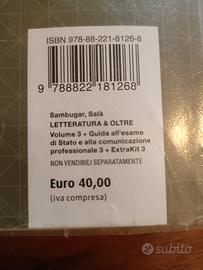 ISBN 978-88-221-8126-8
9 788822 181268
Sambugar, Salà
LETTERATURA & OLTRE
Volume 3 + Guida all'esame
di Stato e alla comunicazione
professionale 3 + ExtraKit 3
NON VENDIBILI SEPARATAMENTE
Euro 40,00
(iva compresa)
subito